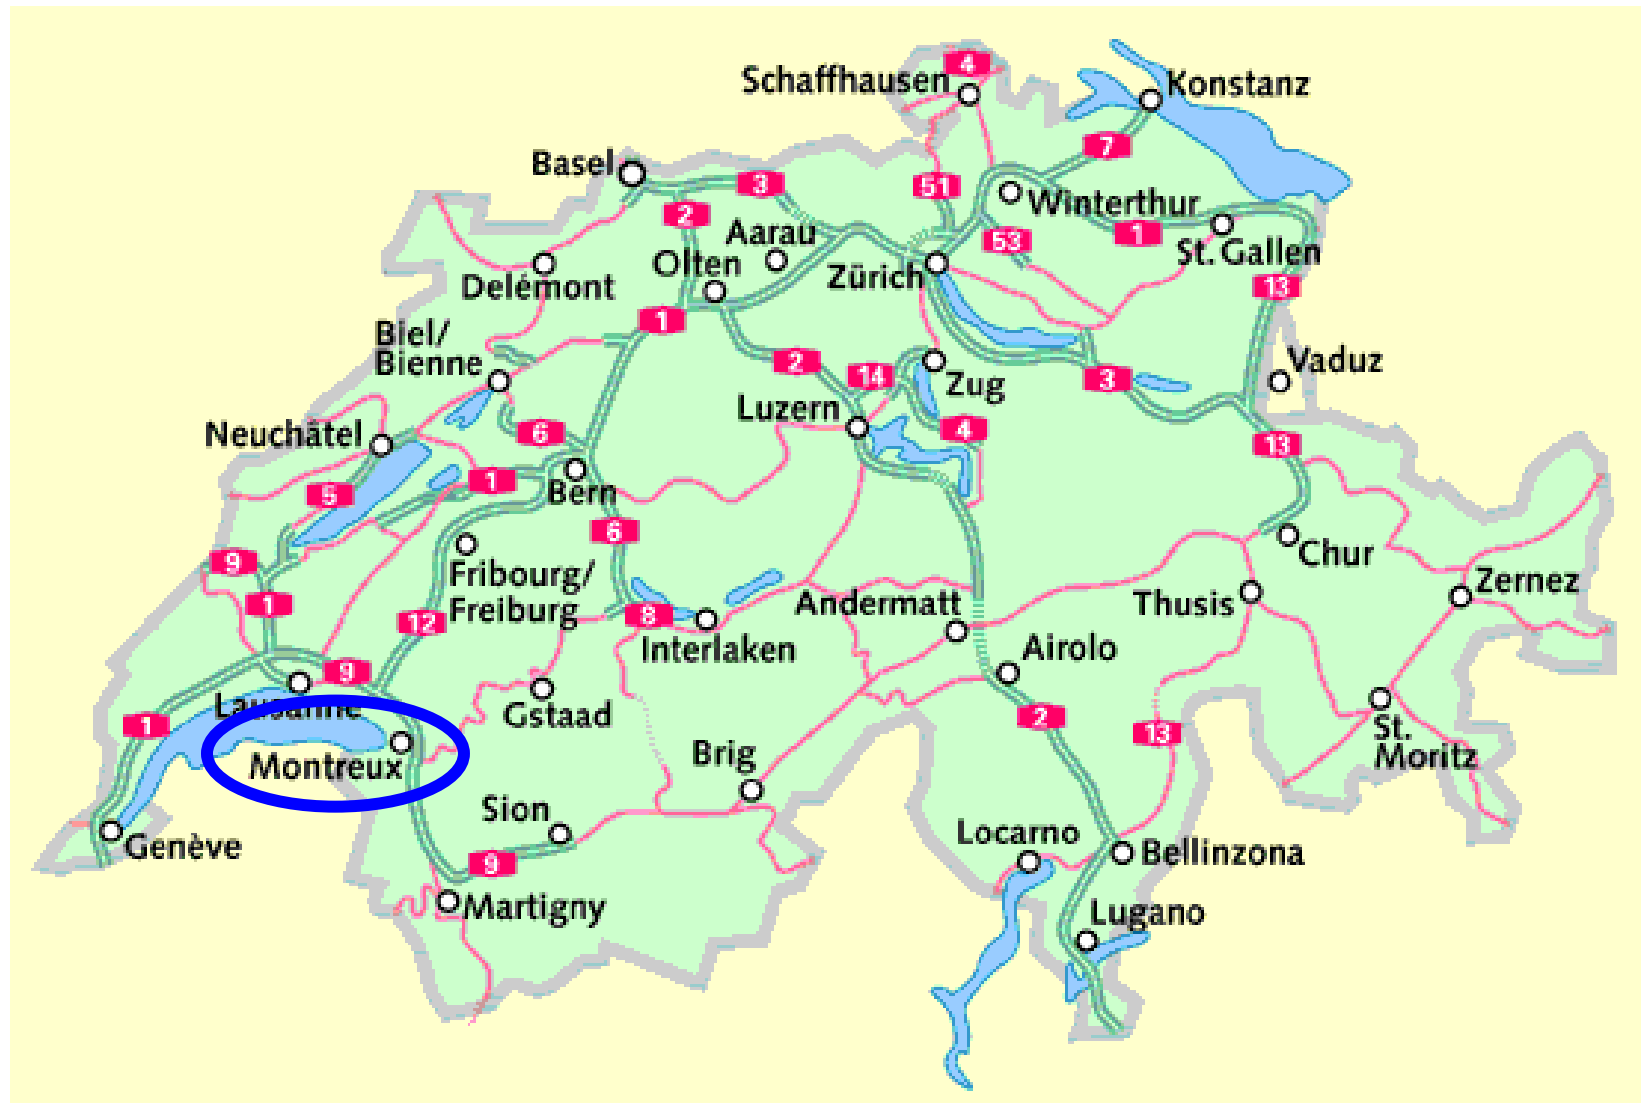 4
Schaffhausen
Konstanz
7
Basel
3
51
Winterthur
2
Aarau
53
1
St. Gallen
Olten
Zürich
Delémont
13
1
Biel/
Bienne
2
14
Zug
3
Vaduz
Luzern
Neuchâtel
6
4
13
5
1
Bern
6
9
Fribourg/
Freiburg
Chur
1
12
8
Andermatt
Thusis
Zernez
Interlaken
Airolo
9
Lausanne
Gstaad
1
2
13
St.
Moritz
Montreux
Brig
Sion
Genève
Locarno
Bellinzona
9
Martigny
Lugano